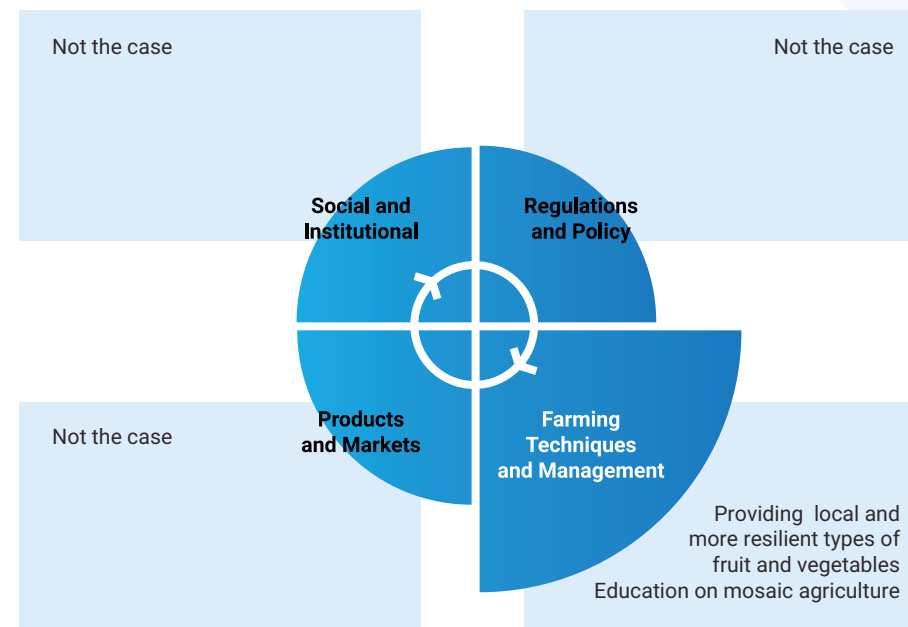 Not the case
Not the case
Social and
Institutional
Regulations
and Policy
Products
and Markets
Farming
Techniques
and Management
Not the case
Providing local and
more resilient types of
fruit and vegetables
Education on mosaic agriculture